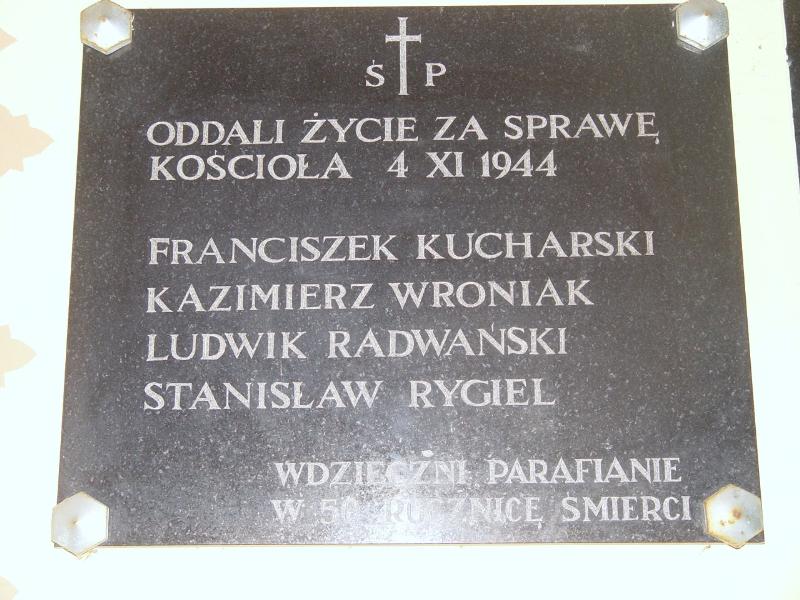 Ś P
ODDALI ŻYCIE ZA SPRAWĘ
KOŚCIOŁA 4 XI 1944
FRANCISZEK KUCHARSKI
KAZIMIERZ WRONIAK
LUDWIK RADWAŃSKI
STANISŁAW RYGIEL
WDZIĘCZNI PARAFIANIE
W 50 ROCZNICĘ ŚMIERCI